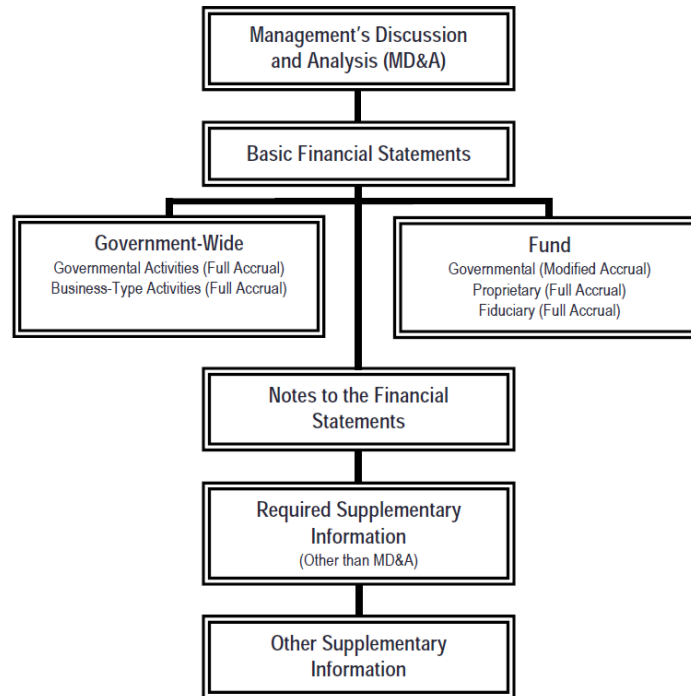 Management's Discussion
and Analysis (MD&A)
Basic Financial Statements
Government-Wide
Governmental Activities (Full Accrual)
Business-Type Activities (Full Accrual)
Fund
Governmental (Modified Accrual)
Proprietary (Full Accrual)
Fiduciary (Full Accrual)
Notes to the Financial
Statements
Required Supplementary
Information
(Other than MD&A)
Other Supplementary
Information